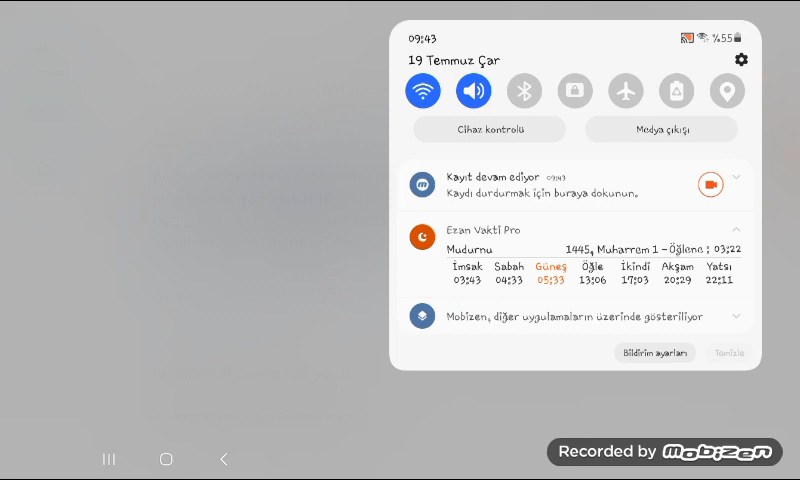 09:43 %55
19 Temmuz Çar
Cihaz kontrolü Medya çıkışı
Kayıt devam ediyor 09:43
Kaydı durdurmak için buraya dokunun.
Ezan Vakti Pro
Mudurnu 1445, Muharrem 1 - Öğlene : 03:22
İmsak Sabah Güneş Öğle İkindi Akşam Yatsı
03:43 04:33 05:33 13:06 17:03 20:29 22:11
Mobizen, diğer uygulamaların üzerinde gösteriliyor
Bildirim ayarları Temizle
Recorded by mobizen